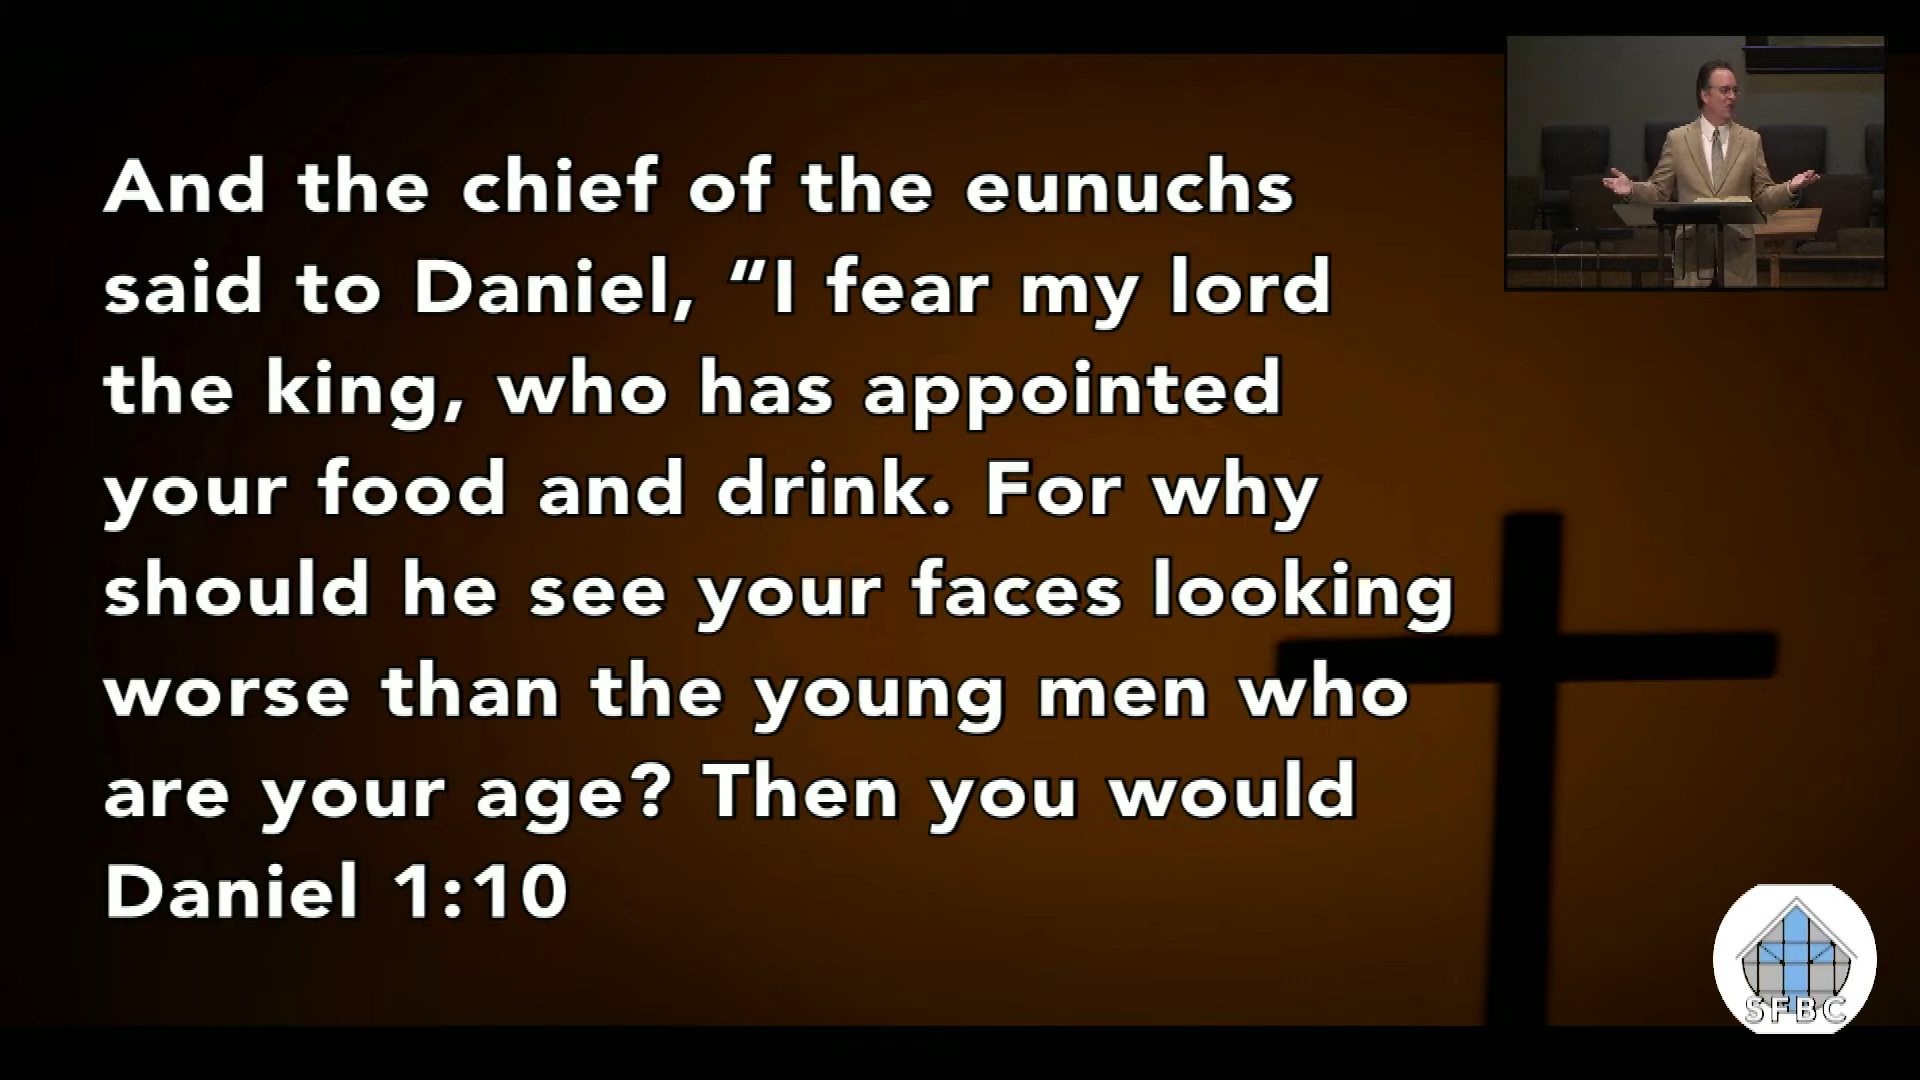 And the chief of the eunuchs
said to Daniel, “I fear my lord
the king, who has appointed
your food and drink. For why
should he see your faces looking
worse than the young men who
are your age? Then you would
Daniel 1:10
SFBC